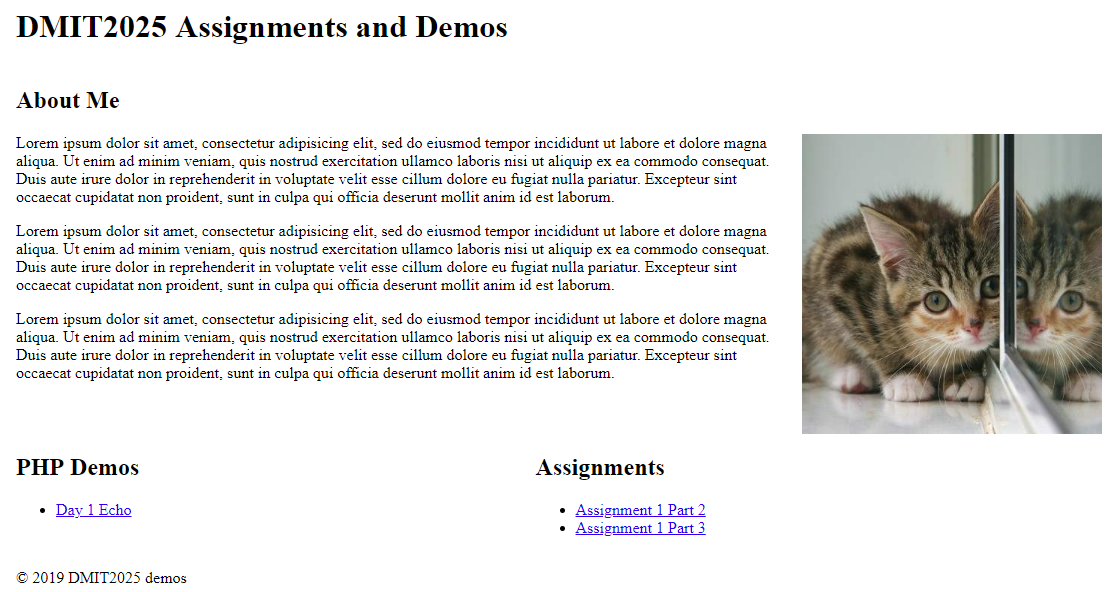 DMIT2025 Assignments and Demos
About Me
Lorem ipsum dolor sit amet, consectetur adipisicing elit, sed do eiusmod tempor incididunt ut labore et dolore magna
aliqua. Ut enim ad minim veniam, quis nostrud exercitation ullamco laboris nisi ut aliquip ex ea commodo consequat.
Duis aute irure dolor in reprehenderit in voluptate velit esse cillum dolore eu fugiat nulla pariatur. Excepteur sint
occaecat cupidatat non proident, sunt in culpa qui officia deserunt mollit anim id est laborum.
Lorem ipsum dolor sit amet, consectetur adipisicing elit, sed do eiusmod tempor incididunt ut labore et dolore magna
aliqua. Ut enim ad minim veniam, quis nostrud exercitation ullamco laboris nisi ut aliquip ex ea commodo consequat.
Duis aute irure dolor in reprehenderit in voluptate velit esse cillum dolore eu fugiat nulla pariatur. Excepteur sint
occaecat cupidatat non proident, sunt in culpa qui officia deserunt mollit anim id est laborum.
Lorem ipsum dolor sit amet, consectetur adipisicing elit, sed do eiusmod tempor incididunt ut labore et dolore magna
aliqua. Ut enim ad minim veniam, quis nostrud exercitation ullamco laboris nisi ut aliquip ex ea commodo consequat.
Duis aute irure dolor in reprehenderit in voluptate velit esse cillum dolore eu fugiat nulla pariatur. Excepteur sint
occaecat cupidatat non proident, sunt in culpa qui officia deserunt mollit anim id est laborum.
PHP Demos
• Day 1 Echo
Assignments
• Assignment 1 Part 2
• Assignment 1 Part 3
© 2019 DMIT2025 demos